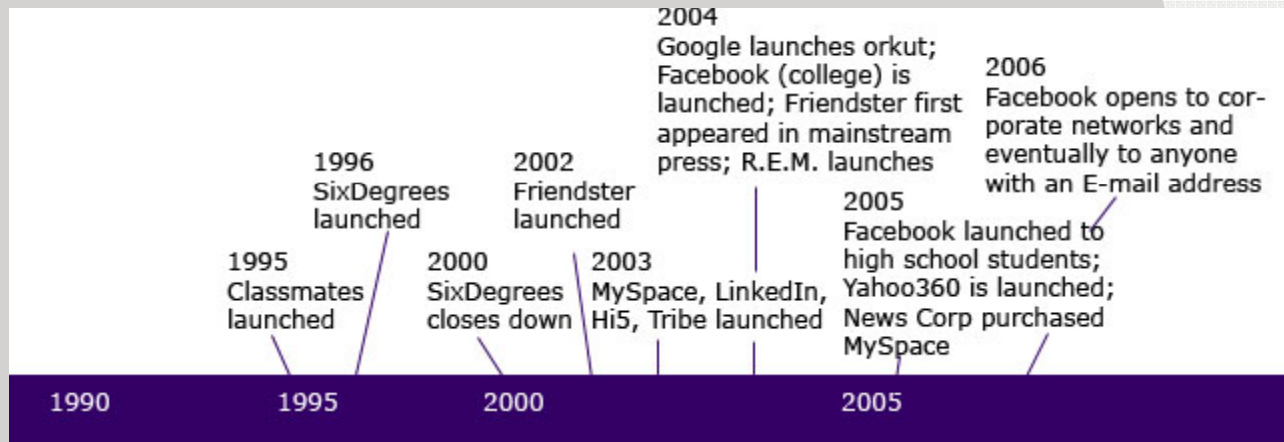 1995
Classmates
launched
1996
SixDegrees
launched
2000
SixDegrees
closes down
2002
Friendster
launched
2003
MySpace, LinkedIn,
Hi5, Tribe launched
2004
Google launches orkut;
Facebook (college) is
launched; Friendster first
appeared in mainstream
press; R.E.M. launches
2005
Facebook launched to
high school students;
Yahoo360 is launched;
News Corp purchased
MySpace
2006
Facebook opens to cor-
porate networks and
eventually to anyone
with an E-mail address
1990 1995 2000 2005